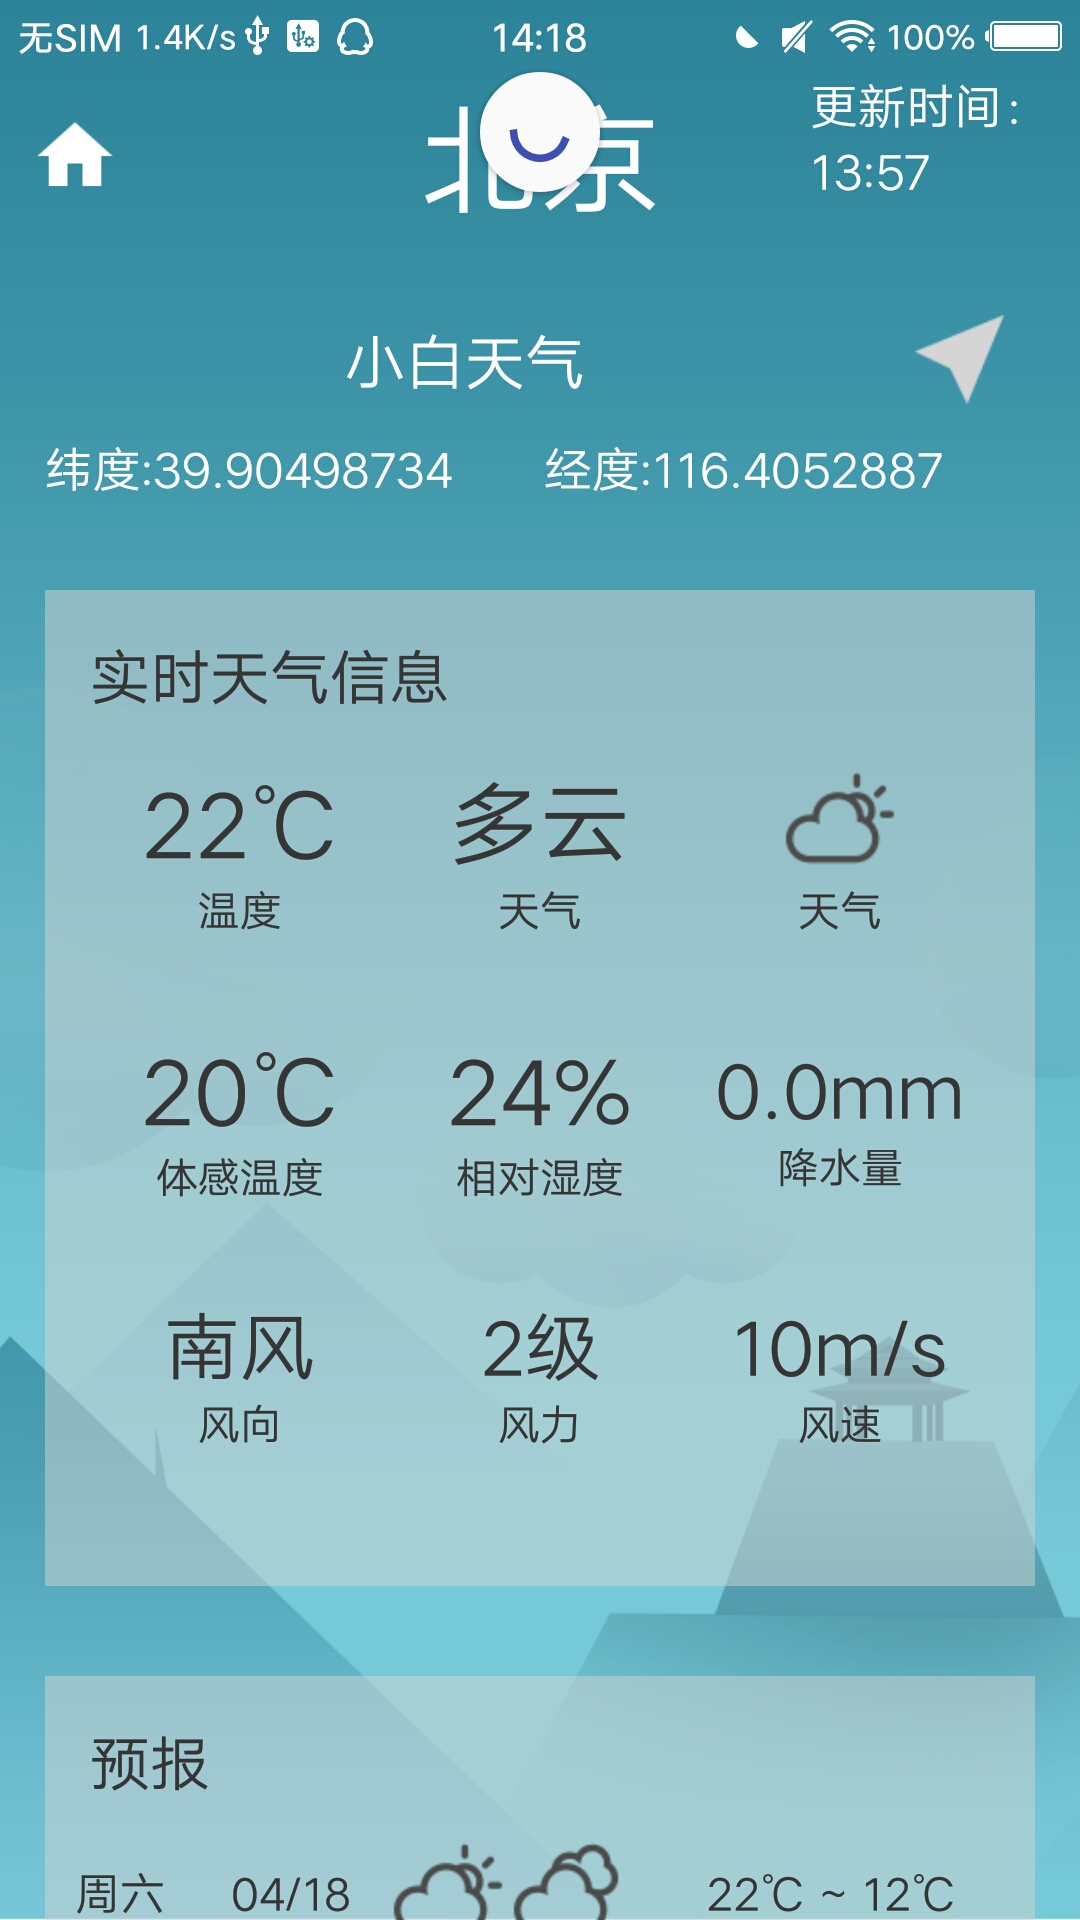 无SIM 1.4K/s 14:18 100%
北京
更新时间：
13:57
小白天气
纬度:39.90498734 经度:116.4052887
实时天气信息
22℃ 多云
温度 天气 天气
20℃ 24% 0.0mm
体感温度 相对湿度 降水量
南风 2级 10m/s
风向 风力 风速
预报
周六 04/18 22℃ ~ 12℃